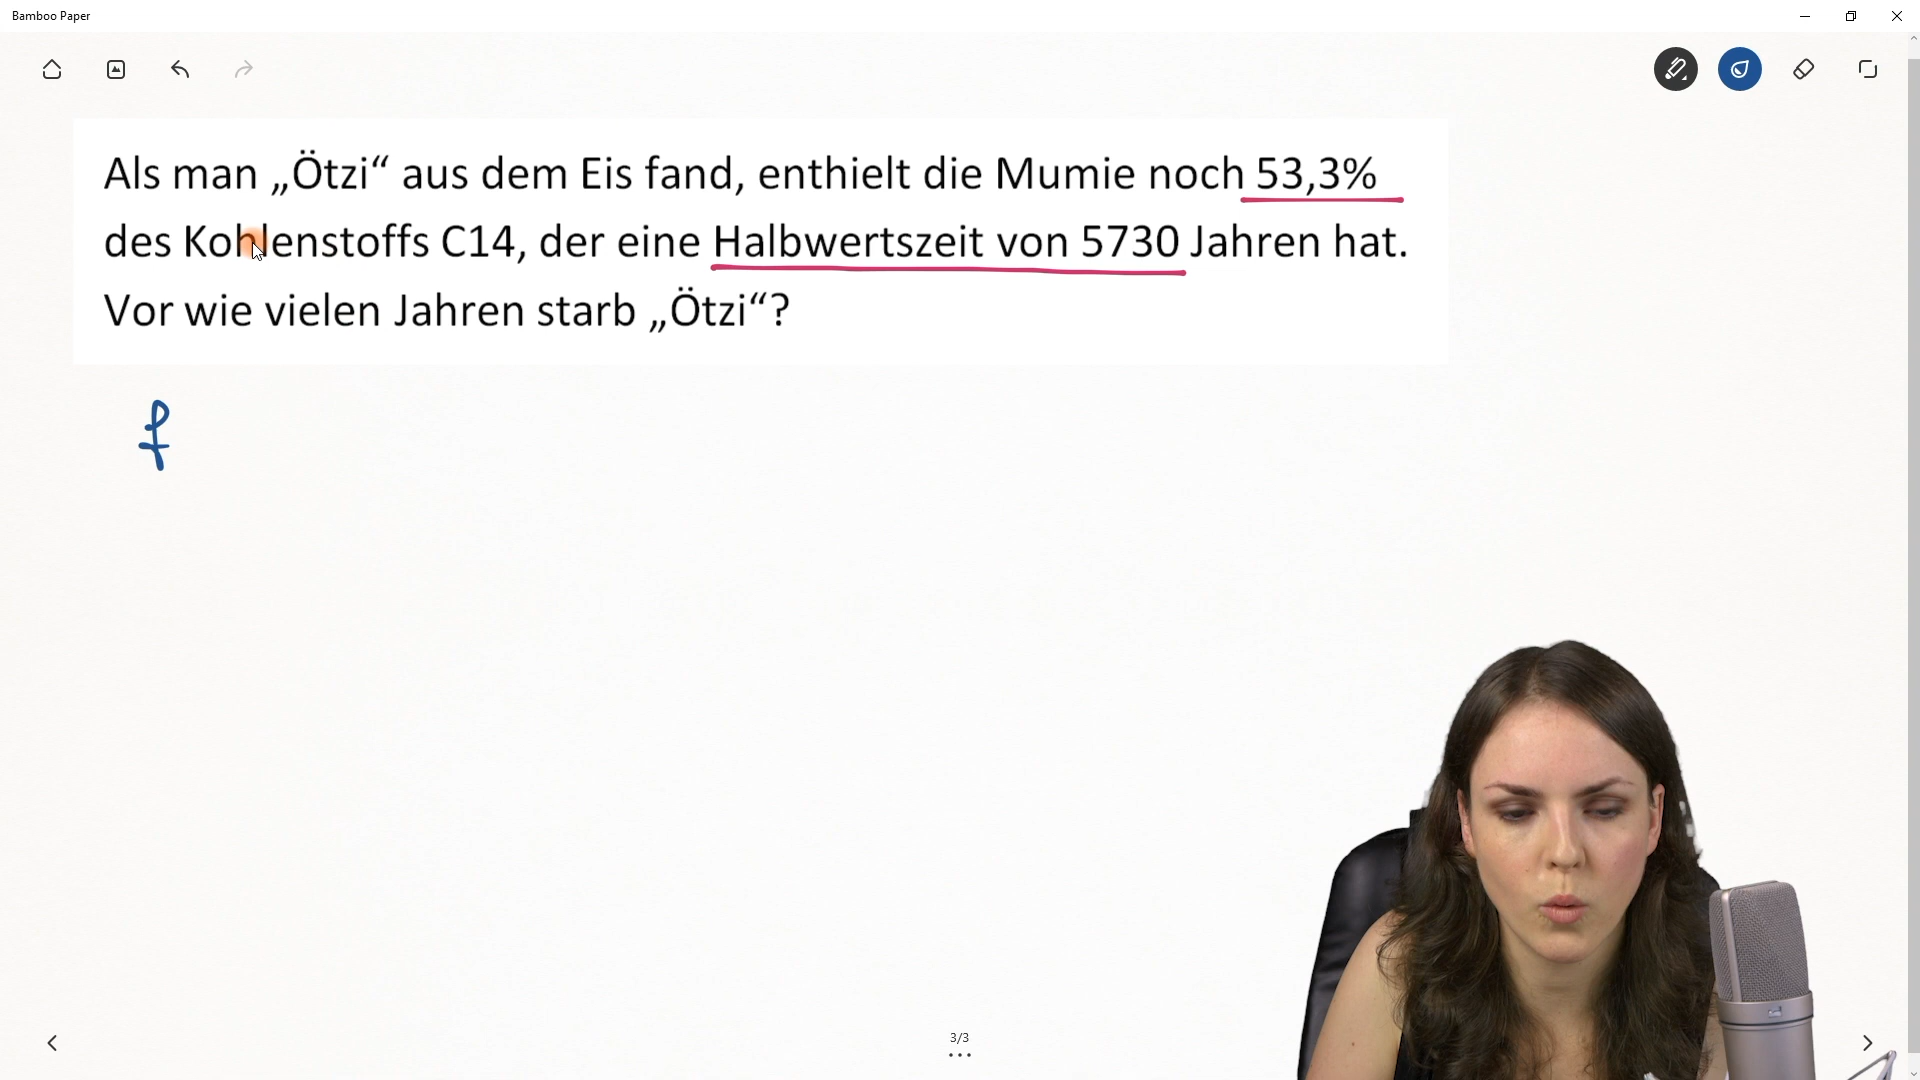 Bamboo Paper
Als man „Ötzi“ aus dem Eis fand, enthielt die Mumie noch 53,3%
des Kohlenstoffs C14, der eine Halbwertszeit von 5730 Jahren hat.
Vor wie vielen Jahren starb „Ötzi“?
f
3/3